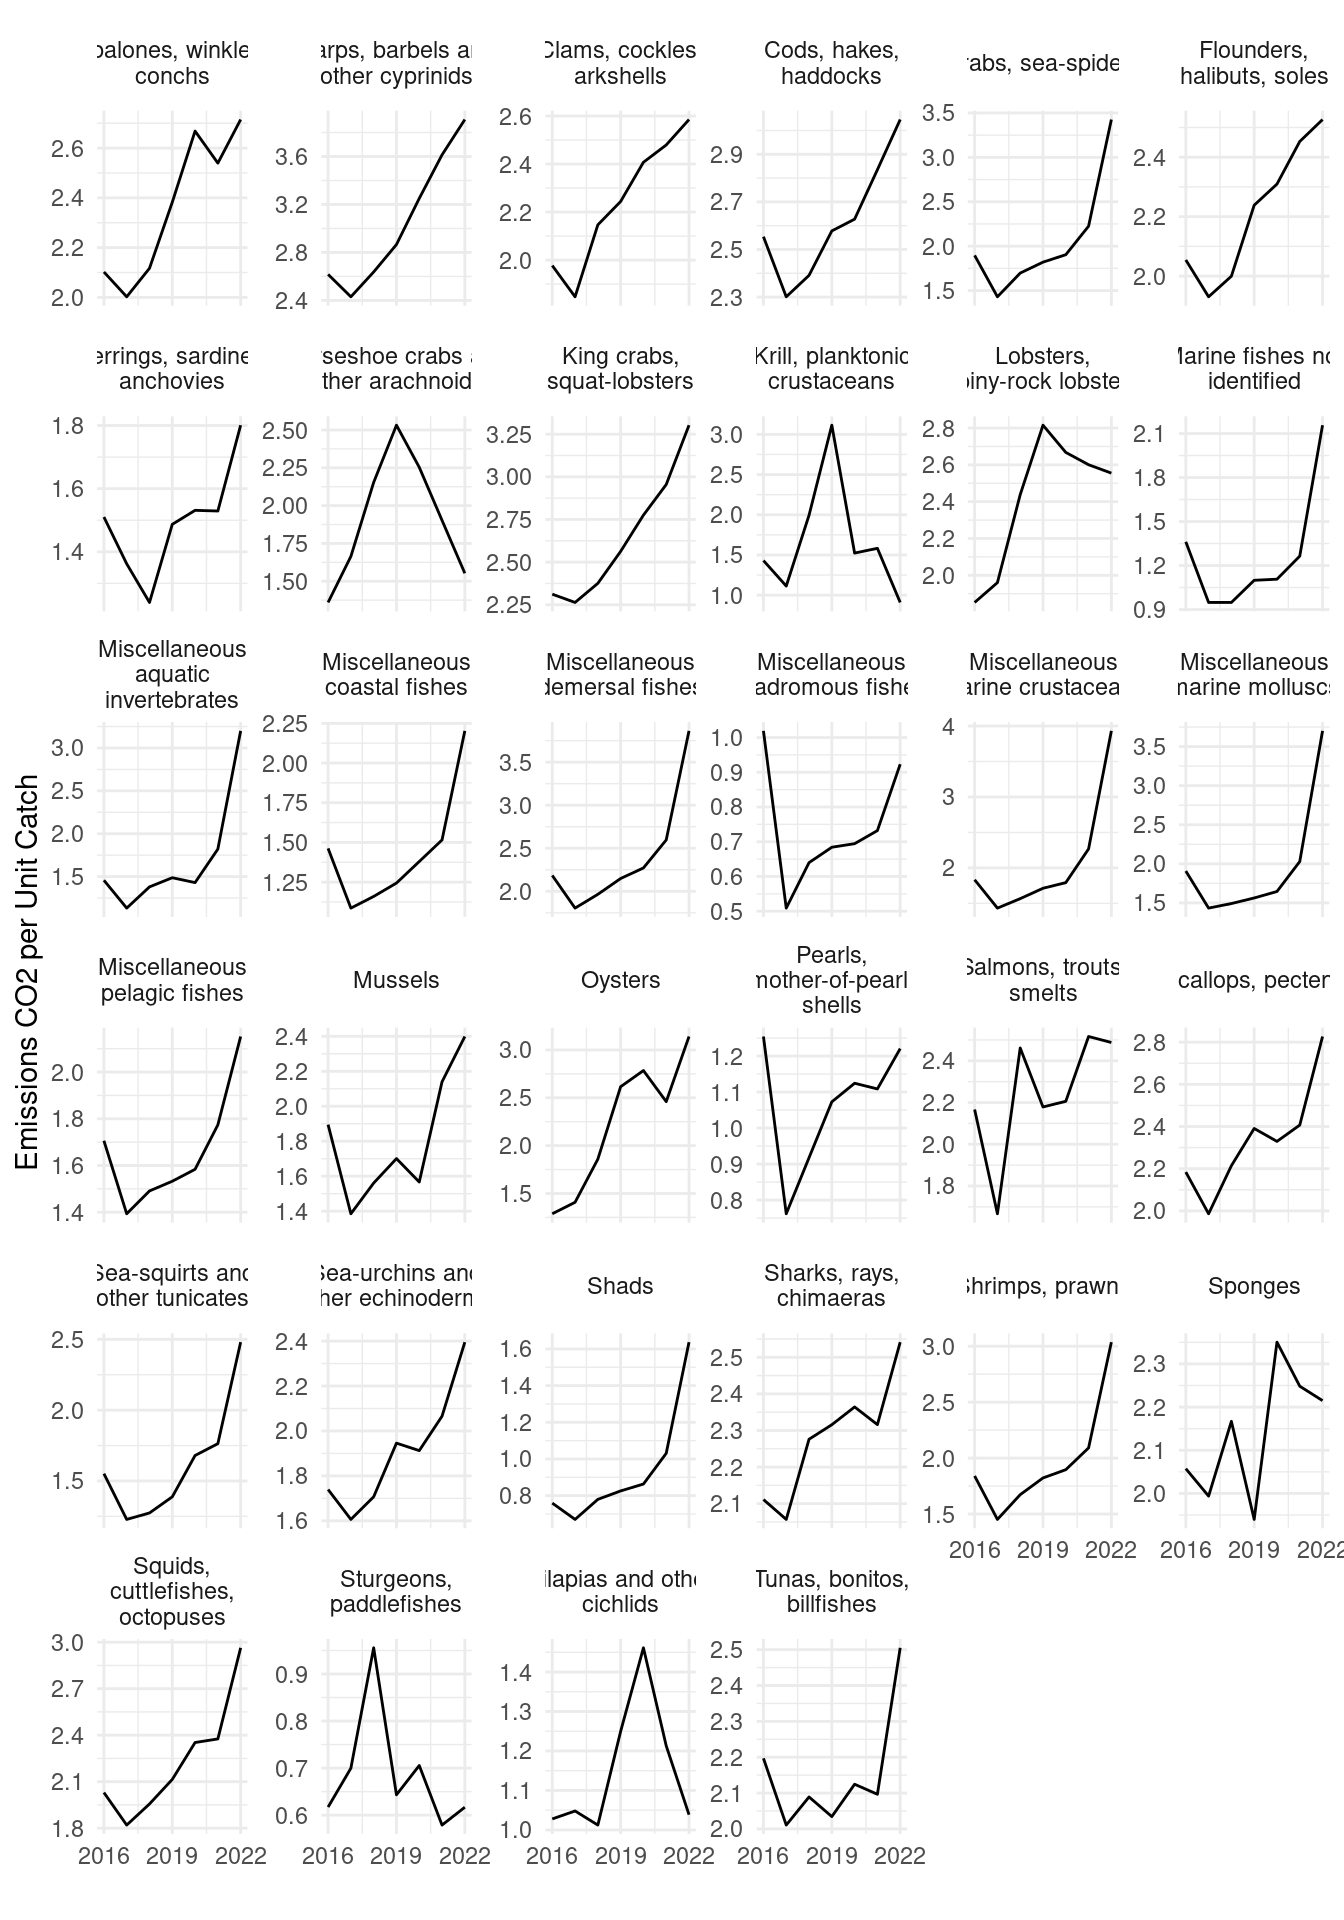 Emissions CO2 per Unit Catch
balones, winkle
conchs
2.6
2.4
2.2
2.0
arps, barbels a
other cyprinids
3.6
3.2
2.8
2.4
Clams, cockles
arkshells
2.6
2.4
2.2
2.0
Cods, hakes,
haddocks
2.9
2.7
2.5
2.3
rabs, sea-spide
3.5
3.0
2.5
2.0
1.5
Flounders,
halibuts, soles
2.4
2.2
2.0
errings, sardine
anchovies
1.8
1.6
1.4
rseshoe crabs a
ther arachnoid
2.50
2.25
2.00
1.75
1.50
King crabs,
squat-lobsters
3.25
3.00
2.75
2.50
2.25
Krill, planktonic
crustaceans
3.0
2.5
2.0
1.5
1.0
Lobsters,
piny-rock lobste
2.8
2.6
2.4
2.2
2.0
Marine fishes no
identified
2.1
1.8
1.5
1.2
0.9
Miscellaneous
aquatic
invertebrates
3.0
2.5
2.0
1.5
Miscellaneous
coastal fishes
2.25
2.00
1.75
1.50
1.25
Miscellaneous
demersal fishes
3.5
3.0
2.5
2.0
Miscellaneous
adromous fishe
1.0
0.9
0.8
0.7
0.6
0.5
Miscellaneous
arine crustacea
4
3
2
Miscellaneous
marine molluscs
3.5
3.0
2.5
2.0
1.5
Miscellaneous
pelagic fishes
2.0
1.8
1.6
1.4
Mussels
2.4
2.2
2.0
1.8
1.6
1.4
Oysters
3.0
2.5
2.0
1.5
Pearls,
mother-of-pearl
shells
1.2
1.1
1.0
0.9
0.8
Salmons, trouts
smelts
2.4
2.2
2.0
1.8
callops, pecten
2.8
2.6
2.4
2.2
2.0
Sea-squirts and
other tunicates
2.5
2.0
1.5
Sea-urchins and
her echinoderm
2.4
2.2
2.0
1.8
1.6
Shads
1.6
1.4
1.2
1.0
0.8
Sharks, rays,
chimaeras
2.5
2.4
2.3
2.2
2.1
Shrimps, prawn
3.0
2.5
2.0
1.5
2016 2019 2022
Sponges
2.3
2.2
2.1
2.0
2016 2019 2022
Squids,
cuttlefishes,
octopuses
3.0
2.7
2.4
2.1
1.8
2016 2019 2022
Sturgeons,
paddlefishes
0.9
0.8
0.7
0.6
2016 2019 2022
ilapias and othe
cichlids
1.4
1.3
1.2
1.1
1.0
2016 2019 2022
Tunas, bonitos,
billfishes
2.5
2.4
2.3
2.2
2.1
2.0
2016 2019 2022